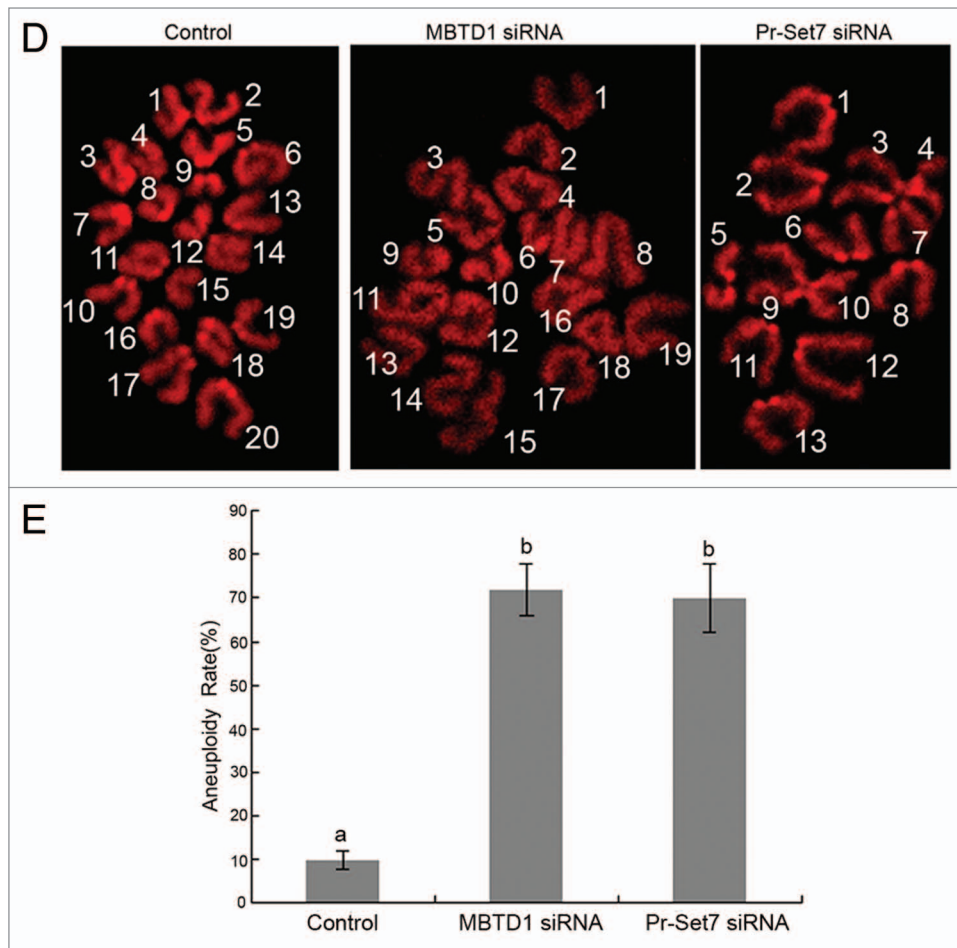 D
Control MBTD1 siRNA Pr-Set7 siRNA
1 2
4 5
3 9 6
8 13
7 12 14
11 15
10 16 19
17 18
20
1
2
3 4
5 6 8
9 10 7
11 12 16
13 18 19
14 17
15
1
3 4
2
6 7
5
9 10 8
11 12
13
E
Aneuploidy Rate(%)
90
80
70
60
50
40
30
20
10
0
a
b
b
Control MBTD1 siRNA Pr-Set7 siRNA